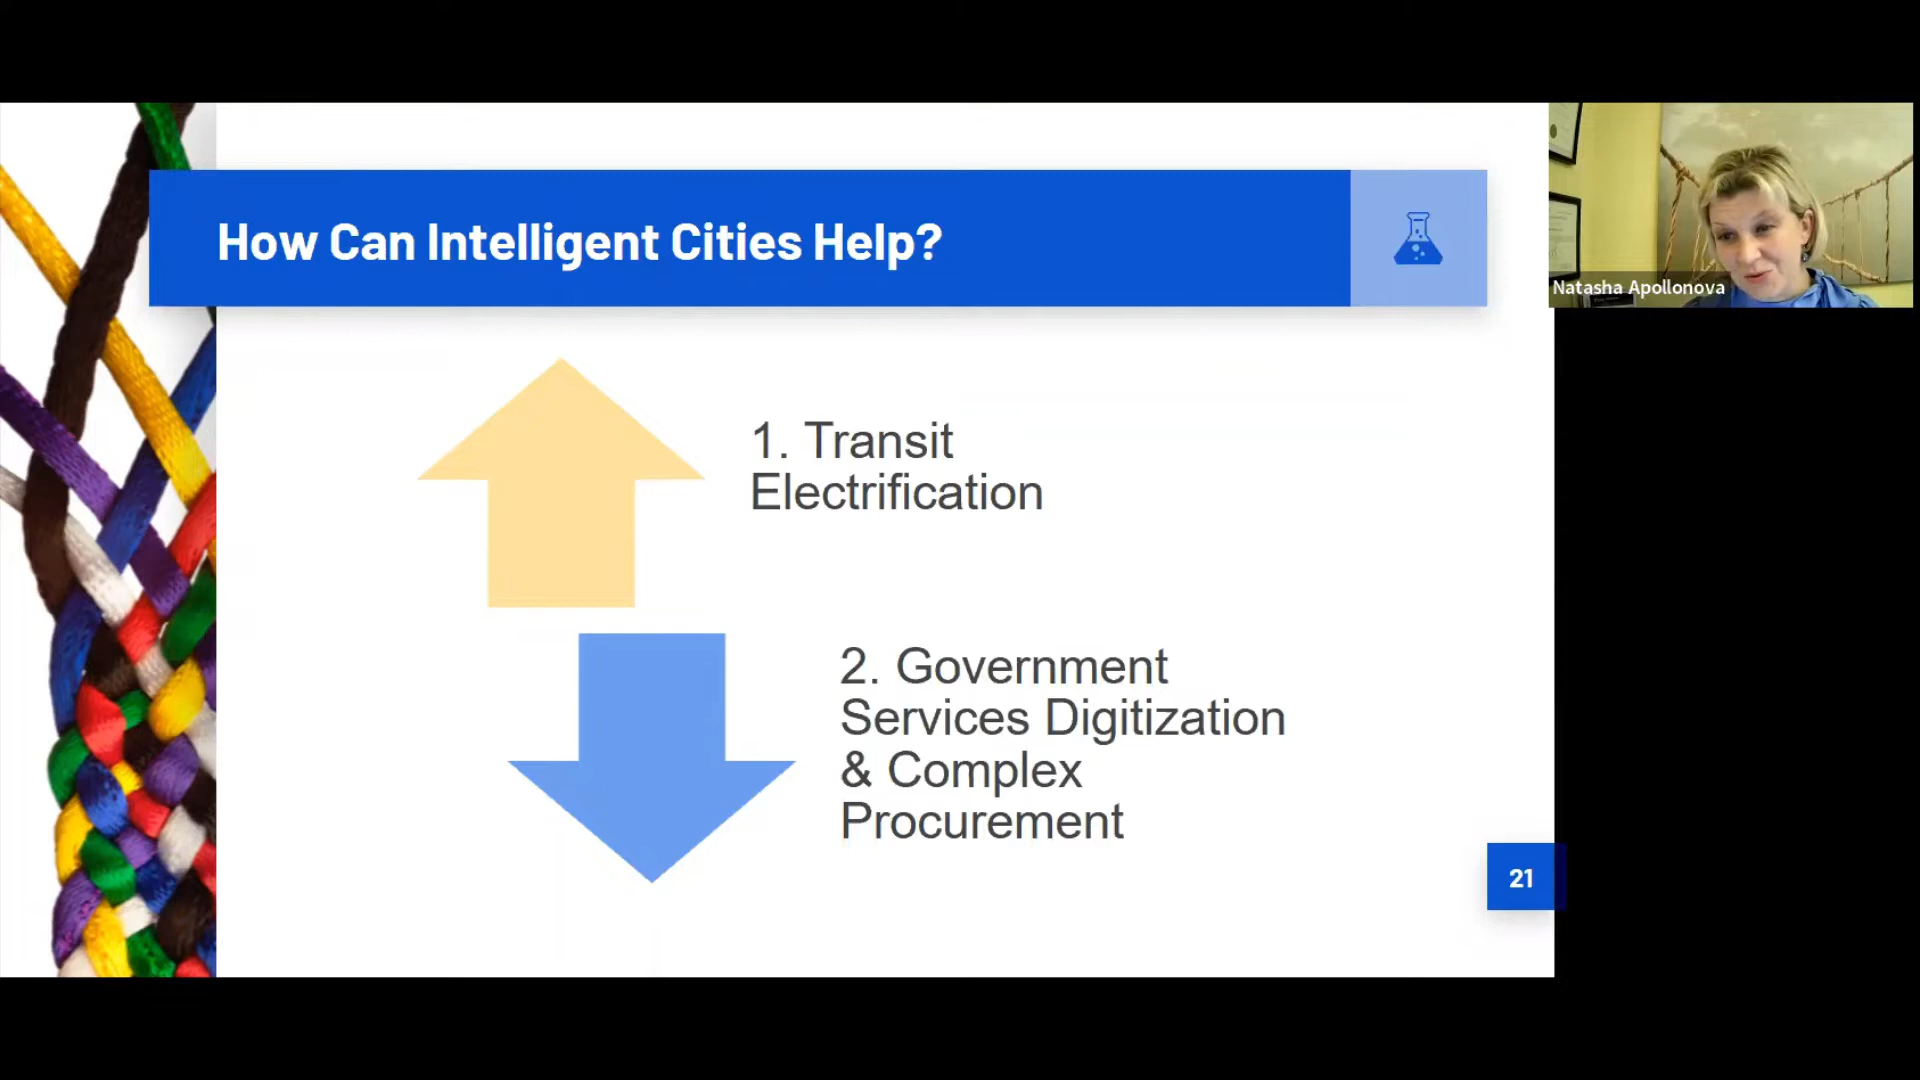 How Can Intelligent Cities Help?
Natasha Apollonova
1. Transit
Electrification
2. Government
Services Digitization
& Complex
Procurement
21